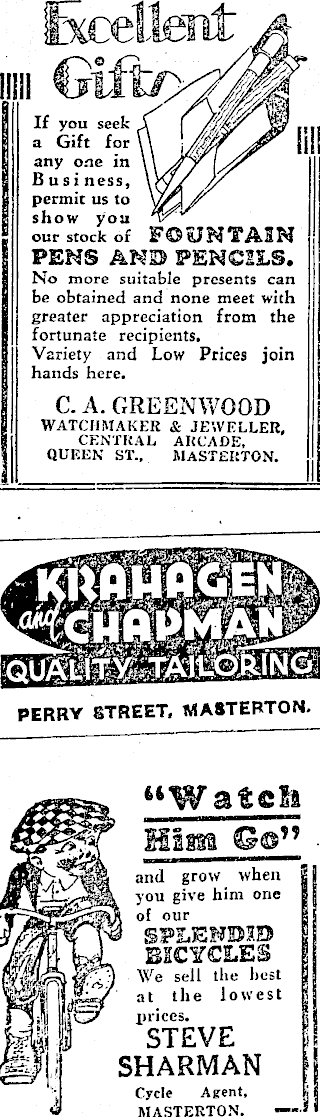 Excellent
Gifts
If you seek
a Gift for
any one in
Business,
permit us to
show you
our stock of FOUNTAIN
PENS AND PENCILS.
No more suitable presents can
be obtained and none meet with
greater appreciation from the
fortunate recipients.
Variety and Low Prices join
hands here.
C. A. GREENWOOD
WATCHMAKER & JEWELLER,
CENTRAL ARCADE,
QUEEN ST., MASTERTON.
KRAHAGEN
and CHAPMAN
QUALITY TAILORING
PERRY STREET, MASTERTON.
"Watch
Him Go"
and grow when
you give him one
of our
SPLENDID
BICYCLES
We sell the best
at the lowest
prices.
STEVE
SHARMAN
Cycle Agent,
MASTERTON.